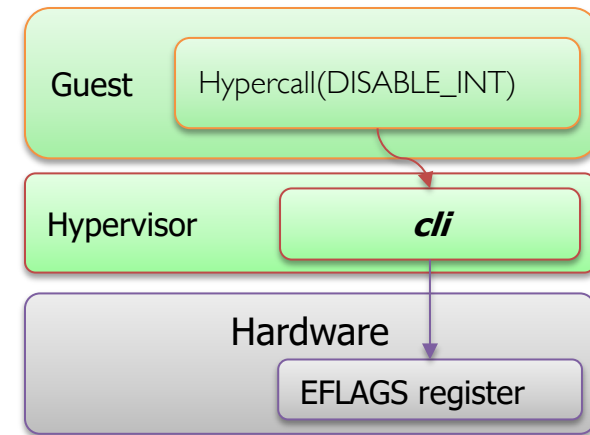 Guest
Hypercall(DISABLE_INT)
Hypervisor
cli
Hardware
EFLAGS register